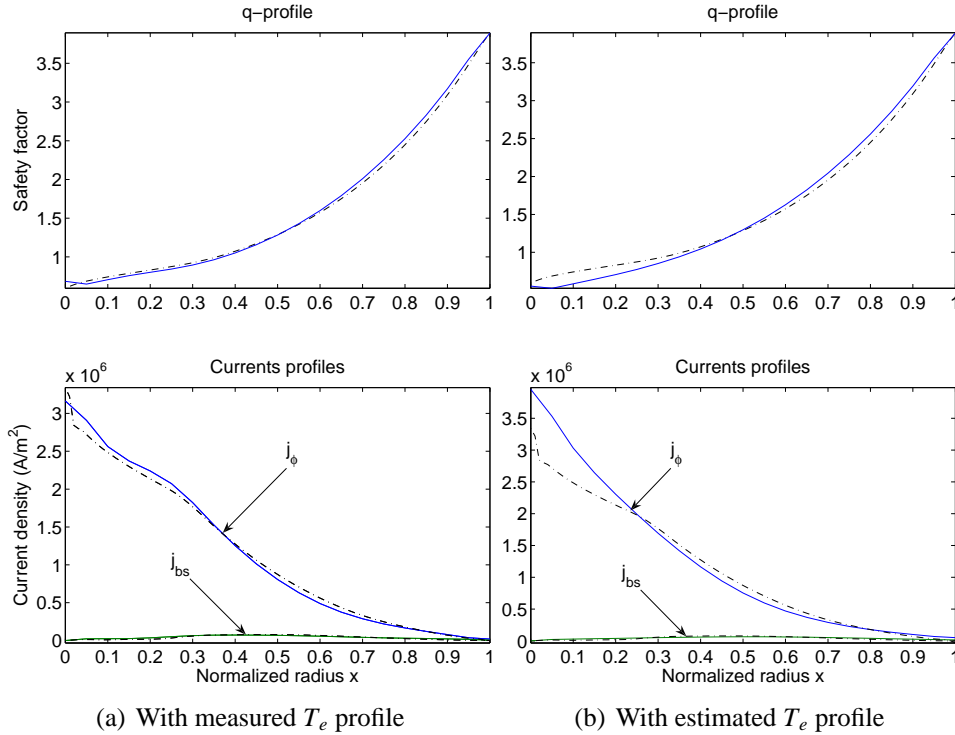 q−profile
q−profile
3.5
3
2.5
2
1.5
1
Safety factor
0 0.1 0.2 0.3 0.4 0.5 0.6 0.7 0.8 0.9 1
3.5
3
2.5
2
1.5
1
0 0.1 0.2 0.3 0.4 0.5 0.6 0.7 0.8 0.9 1
Currents profiles
x 10^6
3
2.5
2
1.5
1
0.5
0
Current density (A/m^2)
j_ϕ
j_bs
0 0.1 0.2 0.3 0.4 0.5 0.6 0.7 0.8 0.9 1
Normalized radius x
Currents profiles
x 10^6
3.5
3
2.5
2
1.5
1
0.5
0
j_ϕ
j_bs
0 0.1 0.2 0.3 0.4 0.5 0.6 0.7 0.8 0.9 1
Normalized radius x
(a) With measured T_e profile
(b) With estimated T_e profile